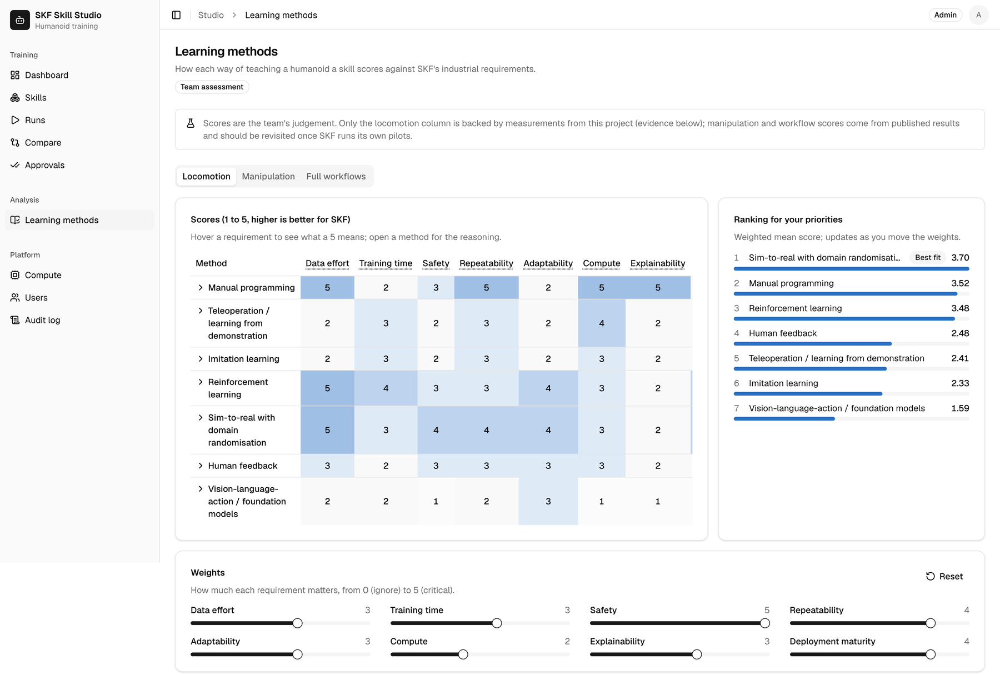 SKF Skill Studio
Humanoid training
Training
Dashboard
Skills
Runs
Compare
Approvals
Analysis
Learning methods
Platform
Compute
Users
Audit log
Studio > Learning methods
Admin
A
Learning methods
How each way of teaching a humanoid a skill scores against SKF's industrial requirements.
Team assessment
Scores are the team's judgement. Only the locomotion column is backed by measurements from this project (evidence below); manipulation and workflow scores come from published results
and should be revisited once SKF runs its own pilots.
Locomotion Manipulation Full workflows
Scores (1 to 5, higher is better for SKF)
Hover a requirement to see what a 5 means; open a method for the reasoning.
Method Data effort Training time Safety Repeatability Adaptability Compute Explainability
Manual programming 5 2 3 5 2 5 5
Teleoperation /
learning from
demonstration
2 3 2 3 2 4 2
Imitation learning 2 3 2 3 2 3 2
Reinforcement
learning
5 4 3 3 4 3 2
Sim-to-real with
domain
randomisation
5 3 4 4 4 3 2
Human feedback 3 2 3 3 3 3 2
Vision-language-
action / foundation
models
2 2 1 2 3 1 1
Ranking for your priorities
Weighted mean score; updates as you move the weights.
1 Sim-to-real with domain randomisati... Best fit 3.70
2 Manual programming 3.52
3 Reinforcement learning 3.48
4 Human feedback 2.48
5 Teleoperation / learning from demonstration 2.41
6 Imitation learning 2.33
7 Vision-language-action / foundation models 1.59
Weights
Reset
How much each requirement matters, from 0 (ignore) to 5 (critical).
Data effort 3 Training time 3 Safety 5 Repeatability 4
Adaptability 3 Compute 2 Explainability 3 Deployment maturity 4